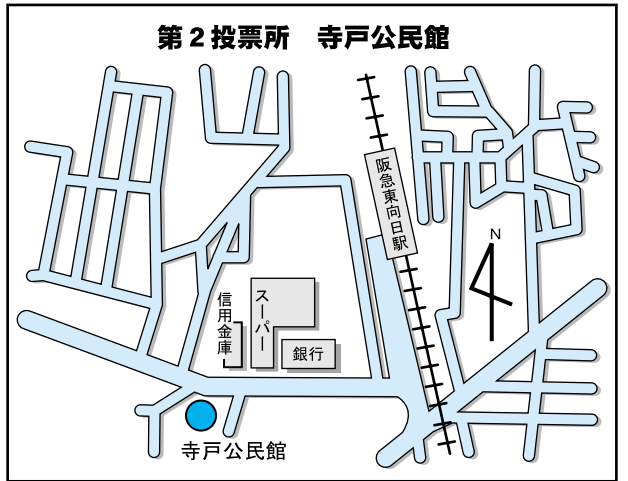 第2投票所　寺戸公民館
阪急東向日駅
N
スーパー
信用金庫
銀行
寺戸公民館